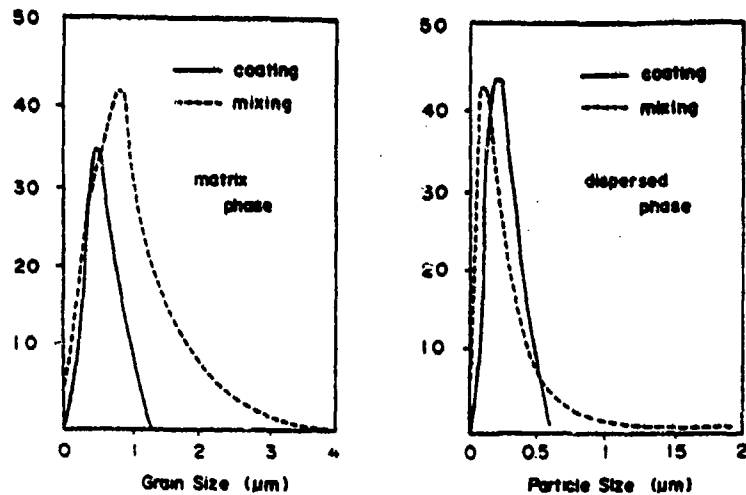 50
40
30
20
10
coating
mixing
matrix
phase
0
1
2
3
4
Grain Size (μm)
50
40
30
20
10
coating
mixing
dispersed
phase
0
0.5
1
15
2
Particle Size (μm)